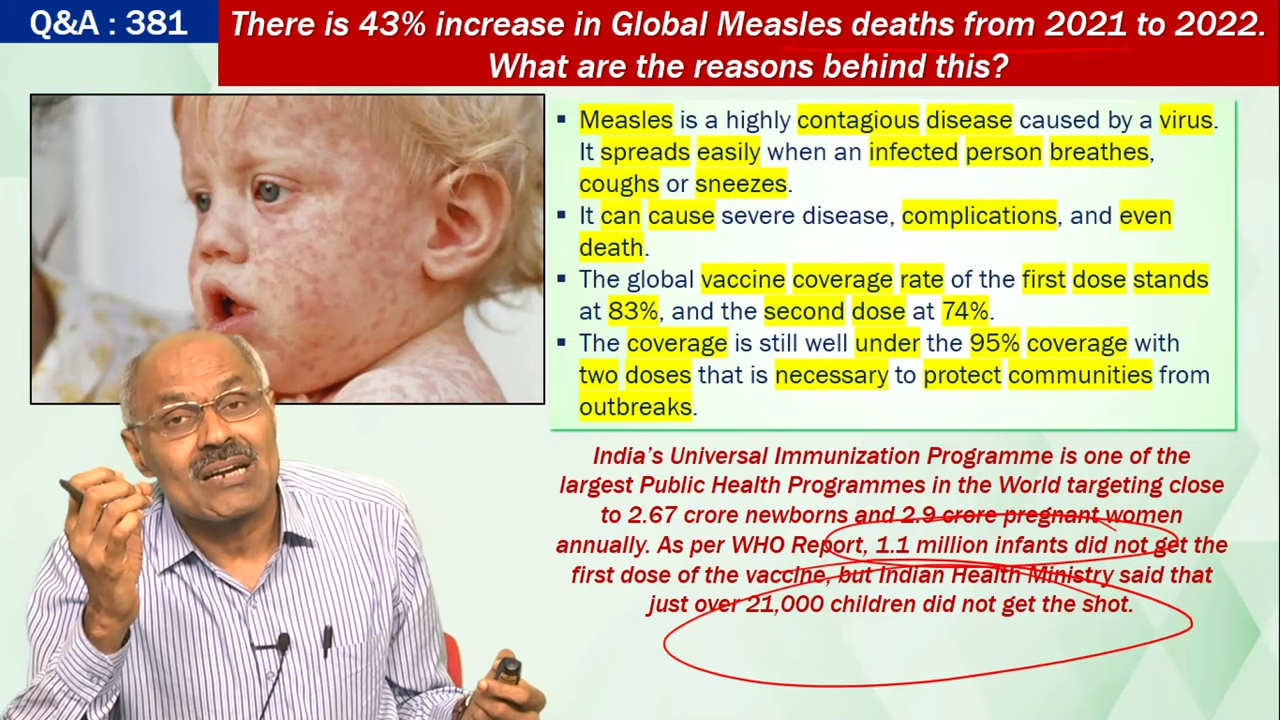 Q&A : 381
There is 43% increase in Global Measles deaths from 2021 to 2022.
What are the reasons behind this?
▪ Measles is a highly contagious disease caused by a virus.
It spreads easily when an infected person breathes,
coughs or sneezes.
▪ It can cause severe disease, complications, and even
death.
▪ The global vaccine coverage rate of the first dose stands
at 83%, and the second dose at 74%.
▪ The coverage is still well under the 95% coverage with
two doses that is necessary to protect communities from
outbreaks.
India’s Universal Immunization Programme is one of the
largest Public Health Programmes in the World targeting close
to 2.67 crore newborns and 2.9 crore pregnant women
annually. As per WHO Report, 1.1 million infants did not get the
first dose of the vaccine, but Indian Health Ministry said that
just over 21,000 children did not get the shot.